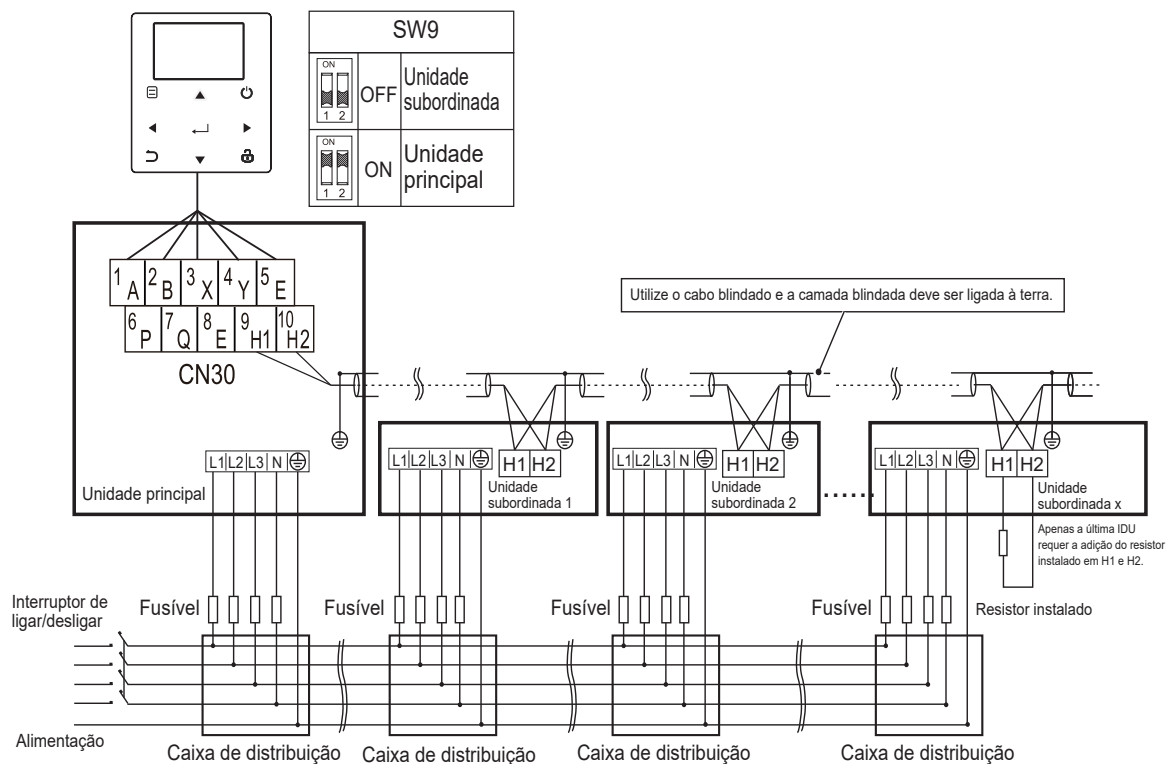 SW9
ON
1 2
OFF
Unidade
subordinada
ON
1 2
ON
Unidade
principal
1 A 2 B 3 X 4 Y 5 E
6 P 7 Q 8 E 9 H1 10 H2
CN30
Utilize o cabo blindado e a camada blindada deve ser ligada à terra.
L1 L2 L3 N
Unidade principal
L1 L2 L3 N
H1 H2
Unidade
subordinada 1
L1 L2 L3 N
H1 H2
Unidade
subordinada 2
L1 L2 L3 N
H1 H2
Unidade
subordinada x
Apenas a última IDU
requer a adição do resistor
instalado em H1 e H2.
Interruptor de
ligar/desligar
Fusível
Fusível
Fusível
Fusível
Resistor instalado
Alimentação
Caixa de distribuição
Caixa de distribuição
Caixa de distribuição
Caixa de distribuição